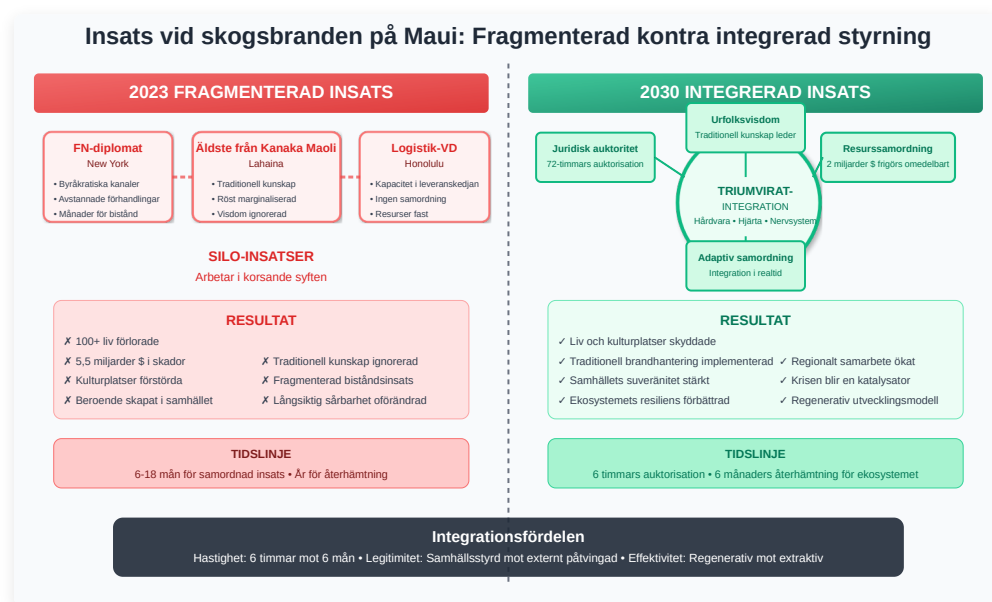 Insats vid skogsbranden på Maui: Fragmenterad kontra integrerad styrning
2023 FRAGMENTERAD INSATS
FN-diplomat
New York
• Byråkratiska kanaler
• Avstannade förhandlingar
• Månader för bistånd
Äldste från Kanaka Maoli
Lahaina
• Traditionell kunskap
• Röst marginaliserad
• Visdom ignorerad
Logistik-VD
Honolulu
• Kapacitet i leveranskedjan
• Ingen samordning
• Resurser fast
SILO-INSATSER
Arbetar i korsande syften
RESULTAT
✗ 100+ liv förlorade
✗ 5,5 miljarder $ i skador
✗ Traditionell kunskap ignorerad
✗ Kulturplatser förstörda
✗ Fragmenterad biståndsinsats
✗ Beroende skapat i samhället
✗ Långsiktig sårbarhet oförändrad
TIDSLINJE
6-18 mån för samordnad insats • År för återhämtning
2030 INTEGRERAD INSATS
Urfolksvisdom
Traditionell kunskap leder
Juridisk auktoritet
72-timmars auktorisation
Resurssamordning
2 miljarder $ frigörs omedelbart
TRIUMVIRAT-
INTEGRATION
Hårdvara • Hjärta • Nervsystem
Adaptiv samordning
Integration i realtid
RESULTAT
✓ Liv och kulturplatser skyddade
✓ Traditionell brandhantering implementerad
✓ Regionalt samarbete ökat
✓ Samhällets suveränitet stärkt
✓ Krisen blir en katalysator
✓ Ekosystemets resiliens förbättrad
✓ Regenerativ utvecklingsmodell
TIDSLINJE
6 timmars auktorisation • 6 månaders återhämtning för ekosystemet
Integrationsfördelen
Hastighet: 6 timmar mot 6 mån • Legitimitet: Samhällsstyrd mot externt påtvingad • Effektivitet: Regenerativ mot extraktiv